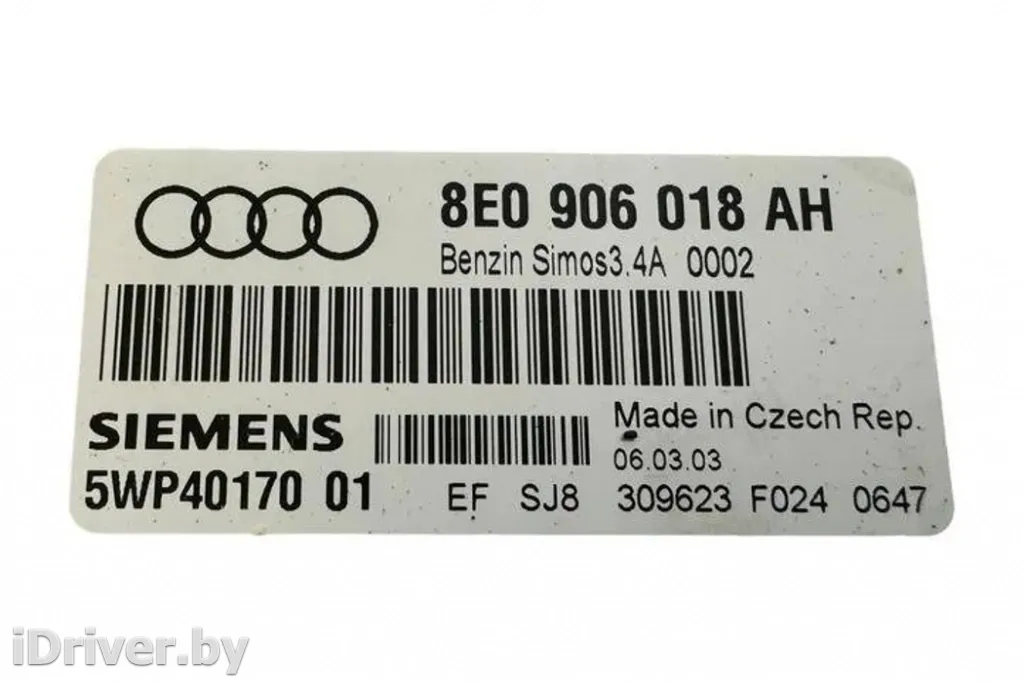 8E0 906 018 AH
Benzin Simos3.4A 0002
SIEMENS
Made in Czech Rep.
06.03.03
5WP40170 01 EF SJ8 309623 F024 0647
iDriver.by